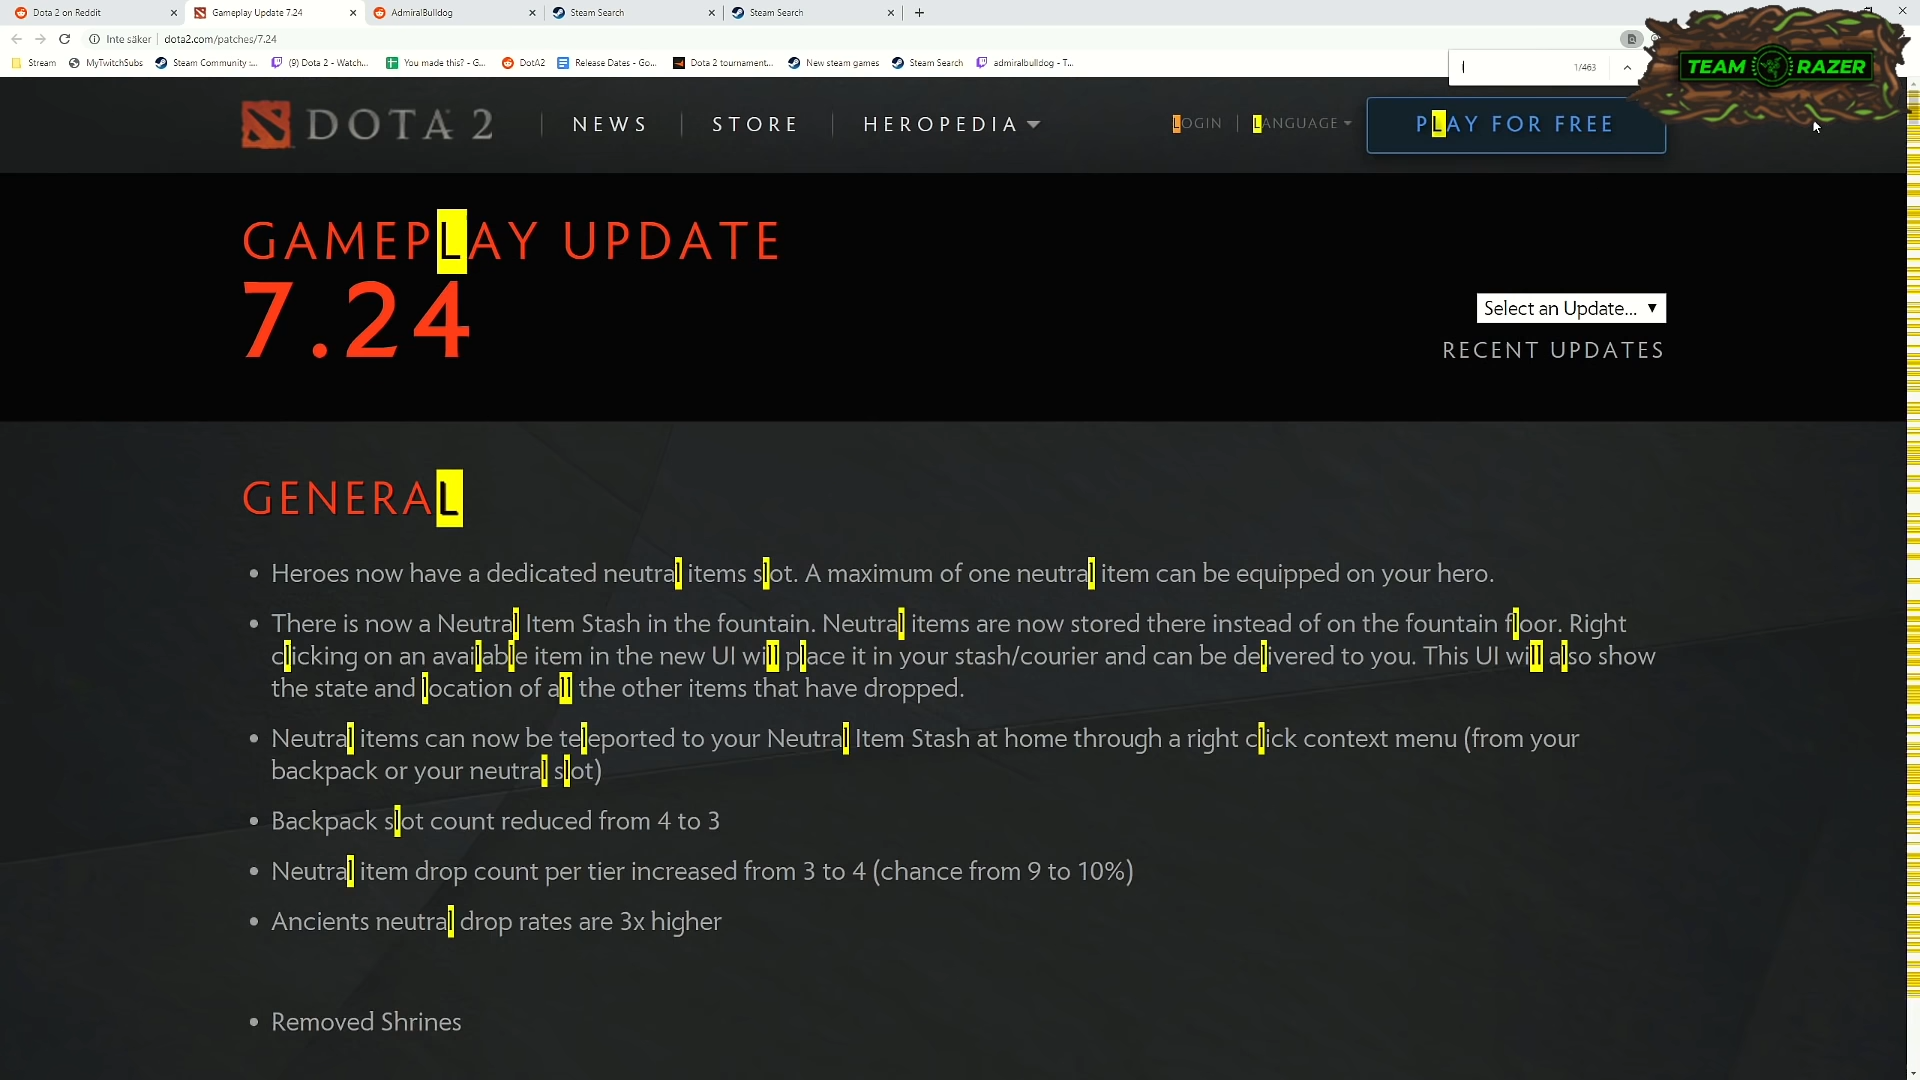 Dota 2 on Reddit
Gameplay Update 7.24
AdmiralBulldog
Steam Search
Steam Search
Inte säker
dota2.com/patches/7.24
Stream
MyTwitchSubs
Steam Community :...
(9) Dota 2 - Watch...
You made this? - G...
DotA2
Release Dates - Go...
Dota 2 tournament...
New steam games
Steam Search
admiralbulldog - T...
l
1/463
TEAM RAZER
DOTA 2
NEWS
STORE
HEROPEDIA
LOGIN
LANGUAGE
PLAY FOR FREE
GAMEPLAY UPDATE
7.24
Select an Update...
RECENT UPDATES
GENERAL
• Heroes now have a dedicated neutral items slot. A maximum of one neutral item can be equipped on your hero.
• There is now a Neutral Item Stash in the fountain. Neutral items are now stored there instead of on the fountain floor. Right
clicking on an available item in the new UI will place it in your stash/courier and can be delivered to you. This UI will also show
the state and location of all the other items that have dropped.
• Neutral items can now be teleported to your Neutral Item Stash at home through a right click context menu (from your
backpack or your neutral slot)
• Backpack slot count reduced from 4 to 3
• Neutral item drop count per tier increased from 3 to 4 (chance from 9 to 10%)
• Ancients neutral drop rates are 3x higher
• Removed Shrines